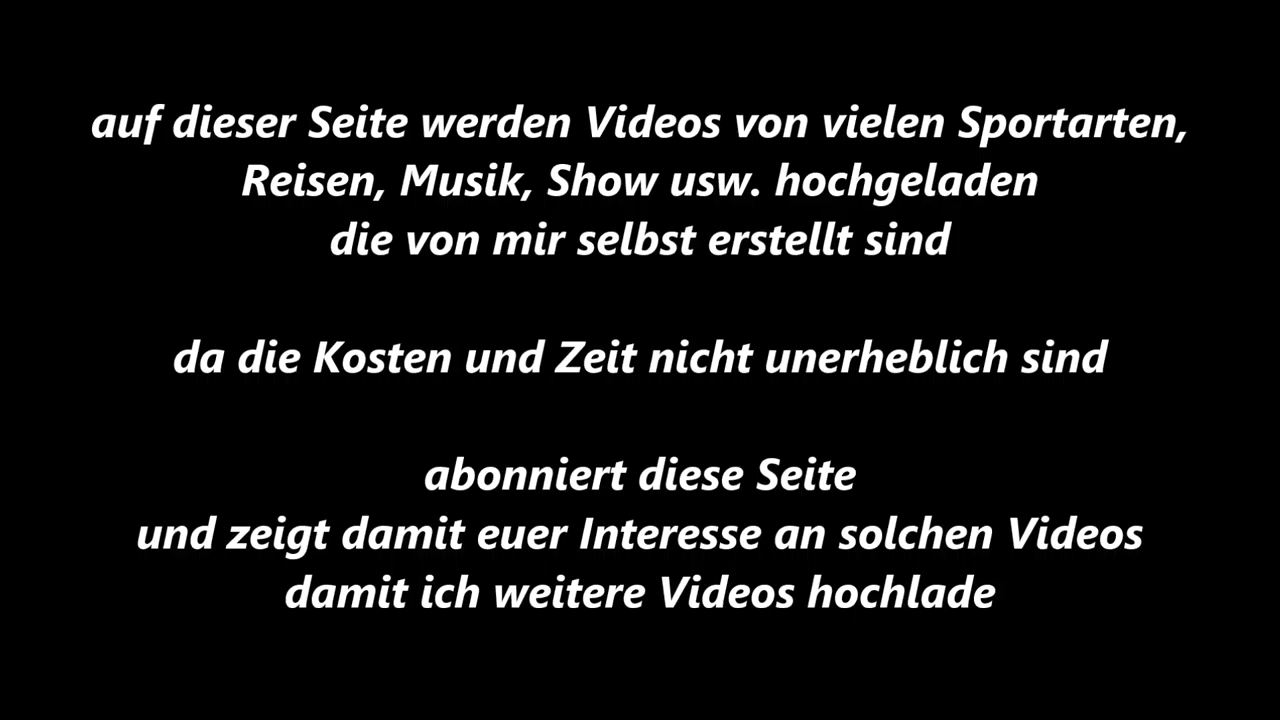 auf dieser Seite werden Videos von vielen Sportarten,
Reisen, Musik, Show usw. hochgeladen
die von mir selbst erstellt sind
da die Kosten und Zeit nicht unerheblich sind
abonniert diese Seite
und zeigt damit euer Interesse an solchen Videos
damit ich weitere Videos hochlade